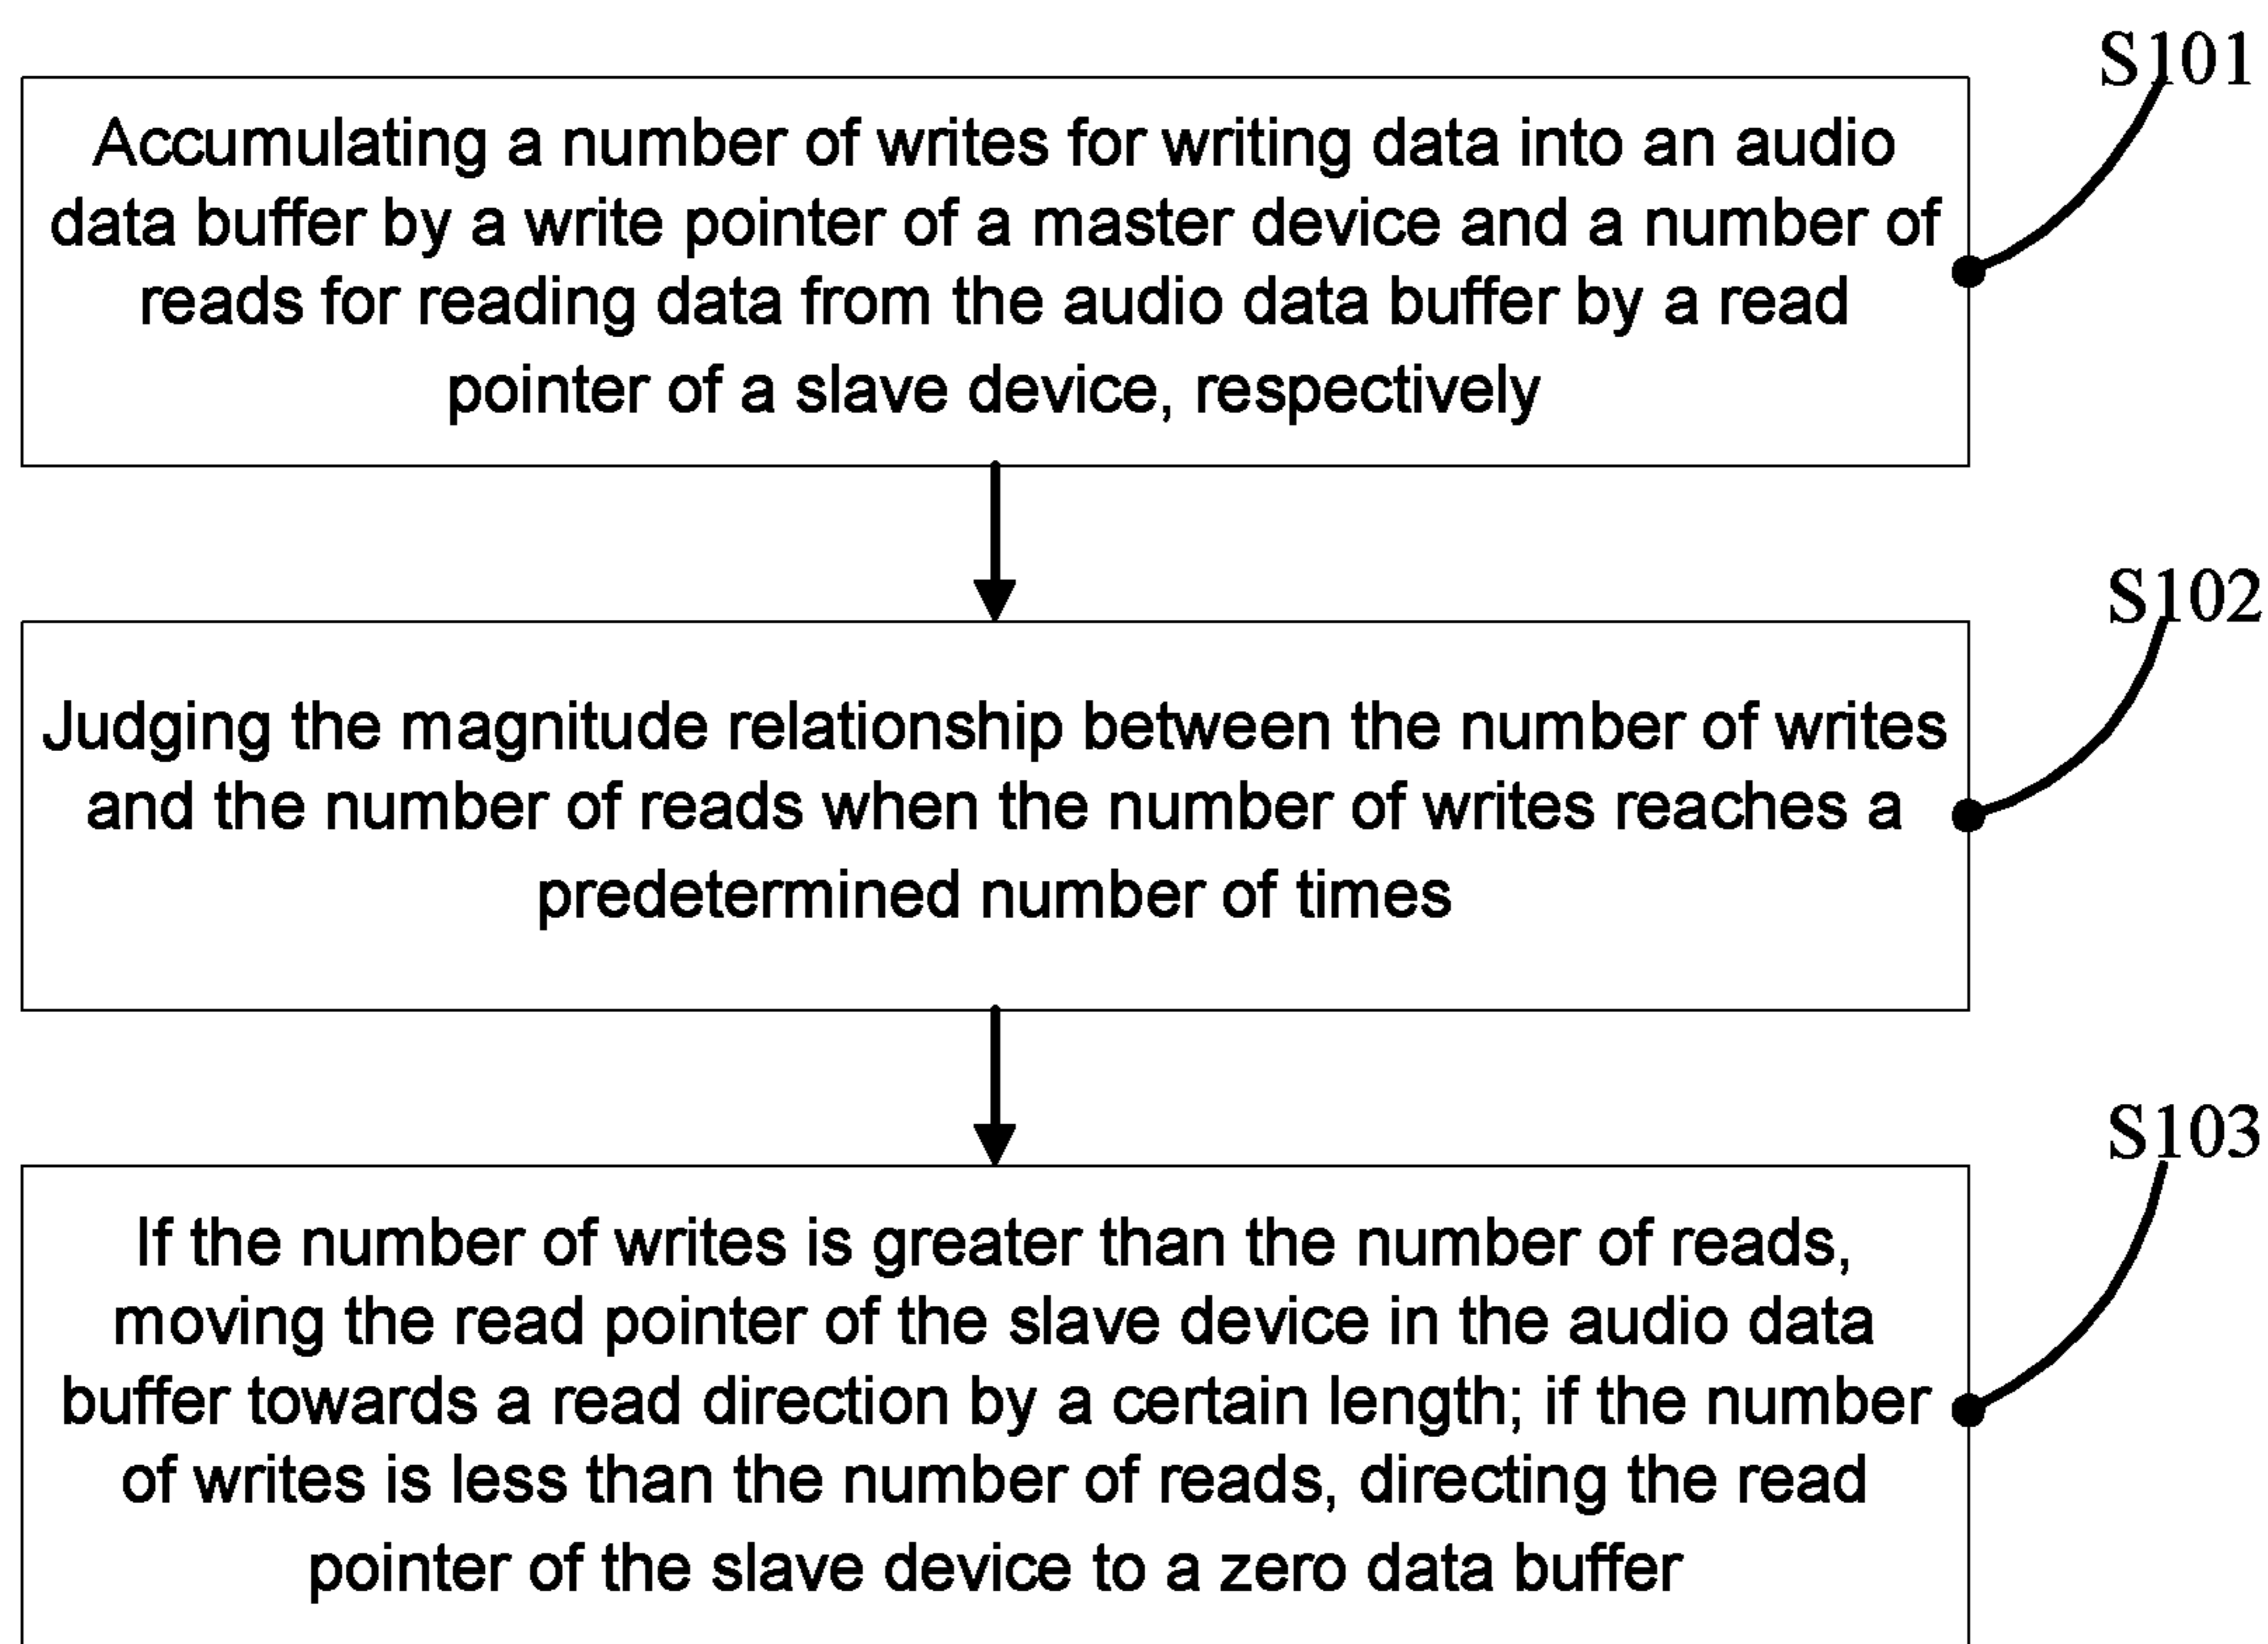 S101
Accumulating a number of writes for writing data into an audio
data buffer by a write pointer of a master device and a number of
reads for reading data from the audio data buffer by a read
pointer of a slave device, respectively
S102
Judging the magnitude relationship between the number of writes
and the number of reads when the number of writes reaches a
predetermined number of times
S103
If the number of writes is greater than the number of reads,
moving the read pointer of the slave device in the audio data
buffer towards a read direction by a certain length; if the number
of writes is less than the number of reads, directing the read
pointer of the slave device to a zero data buffer